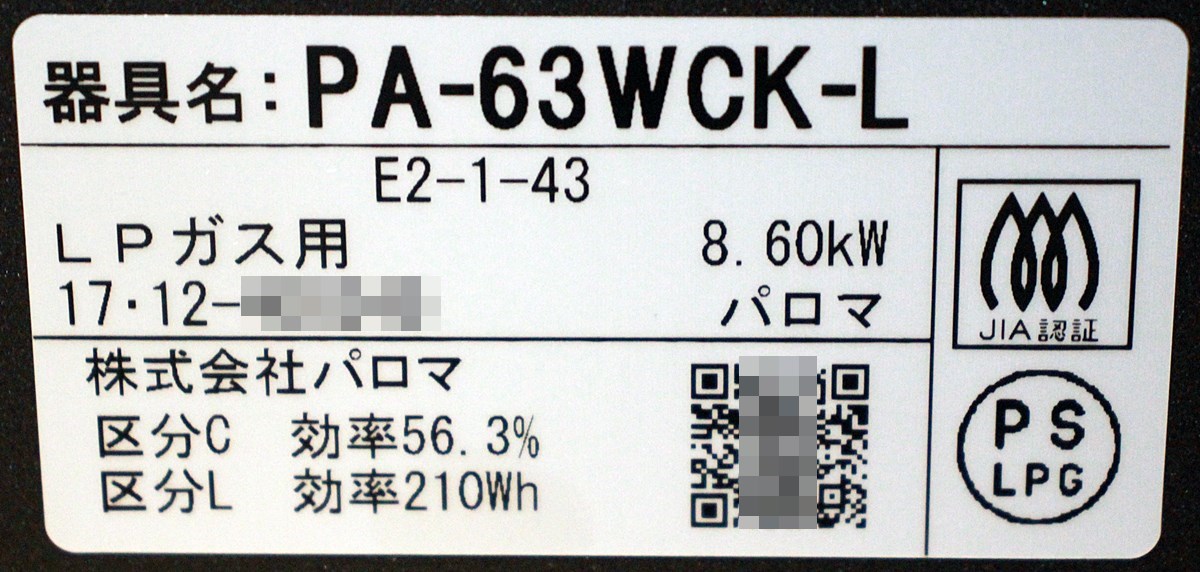 器具名：PA-63WCK-L
E2-1-43
LPガス用 8.60kW
17・12-
パロマ
JIA認証
株式会社パロマ
区分C 効率56.3%
区分L 効率210Wh
PS
LPG